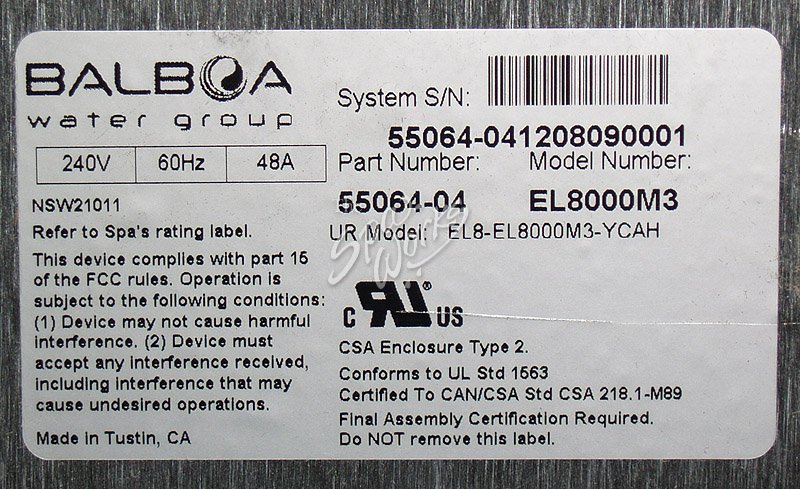 BALBOA
water group
240V 60Hz 48A
NSW21011
Refer to Spa's rating label.
This device complies with part 15
of the FCC rules. Operation is
subject to the following conditions:
(1) Device may not cause harmful
interference. (2) Device must
accept any interference received,
including interference that may
cause undesired operations.
Made in Tustin, CA
System S/N:
55064-041208090001
Part Number: Model Number:
55064-04 EL8000M3
UR Model: EL8-EL8000M3-YCAH
Spa Works
C RU ® US
CSA Enclosure Type 2.
Conforms to UL Std 1563
Certified To CAN/CSA Std CSA 218.1-M89
Final Assembly Certification Required.
Do NOT remove this label.